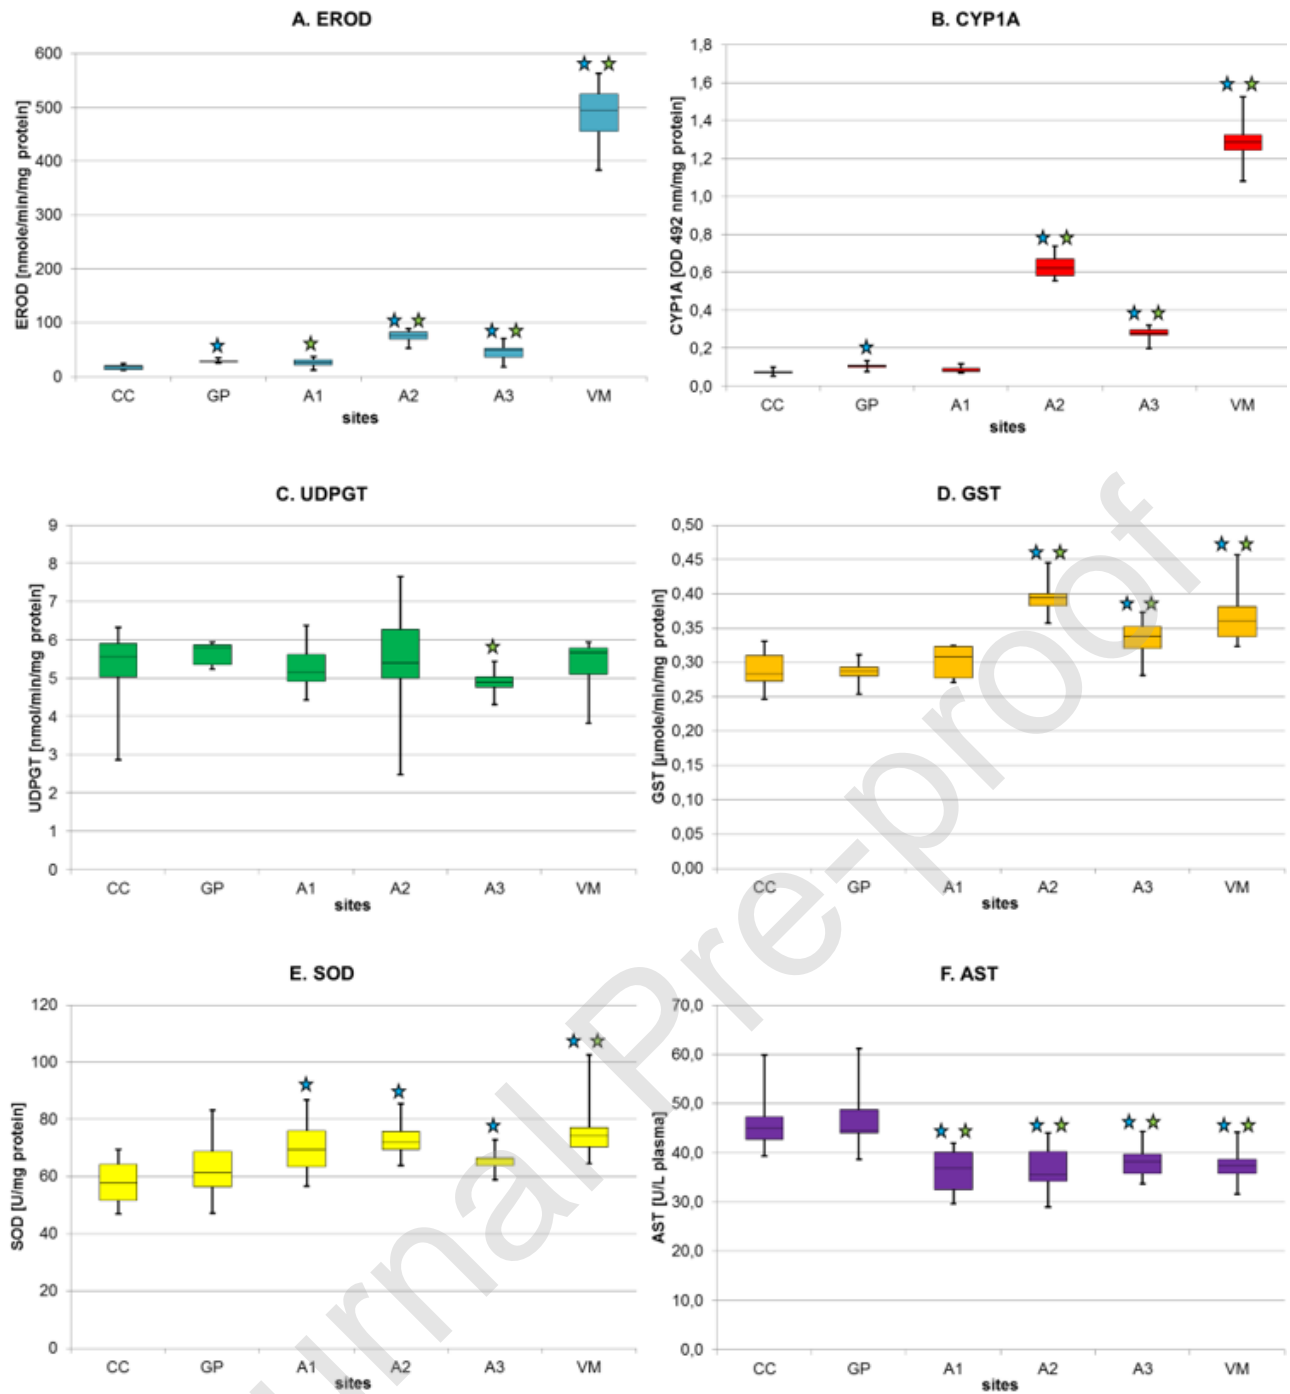 A. EROD
EROD [nmole/min/mg protein]
600
500
400
300
200
100
0
CC GP A1 A2 A3 VM
sites
B. CYP1A
CYP1A [OD 492 nm/mg protein]
1,8
1,6
1,4
1,2
1,0
0,8
0,6
0,4
0,2
0,0
CC GP A1 A2 A3 VM
sites
C. UDPGT
UDPGT [nmol/min/mg protein]
9
8
7
6
5
4
3
2
1
0
CC GP A1 A2 A3 VM
sites
D. GST
GST [µmole/min/mg protein]
0,50
0,45
0,40
0,35
0,30
0,25
0,20
0,15
0,10
0,05
0,00
CC GP A1 A2 A3 VM
sites
E. SOD
SOD [U/mg protein]
120
100
80
60
40
20
0
CC GP A1 A2 A3 VM
sites
F. AST
AST [U/L plasma]
70,0
60,0
50,0
40,0
30,0
20,0
10,0
0,0
CC GP A1 A2 A3 VM
sites
urnal Pre-proof